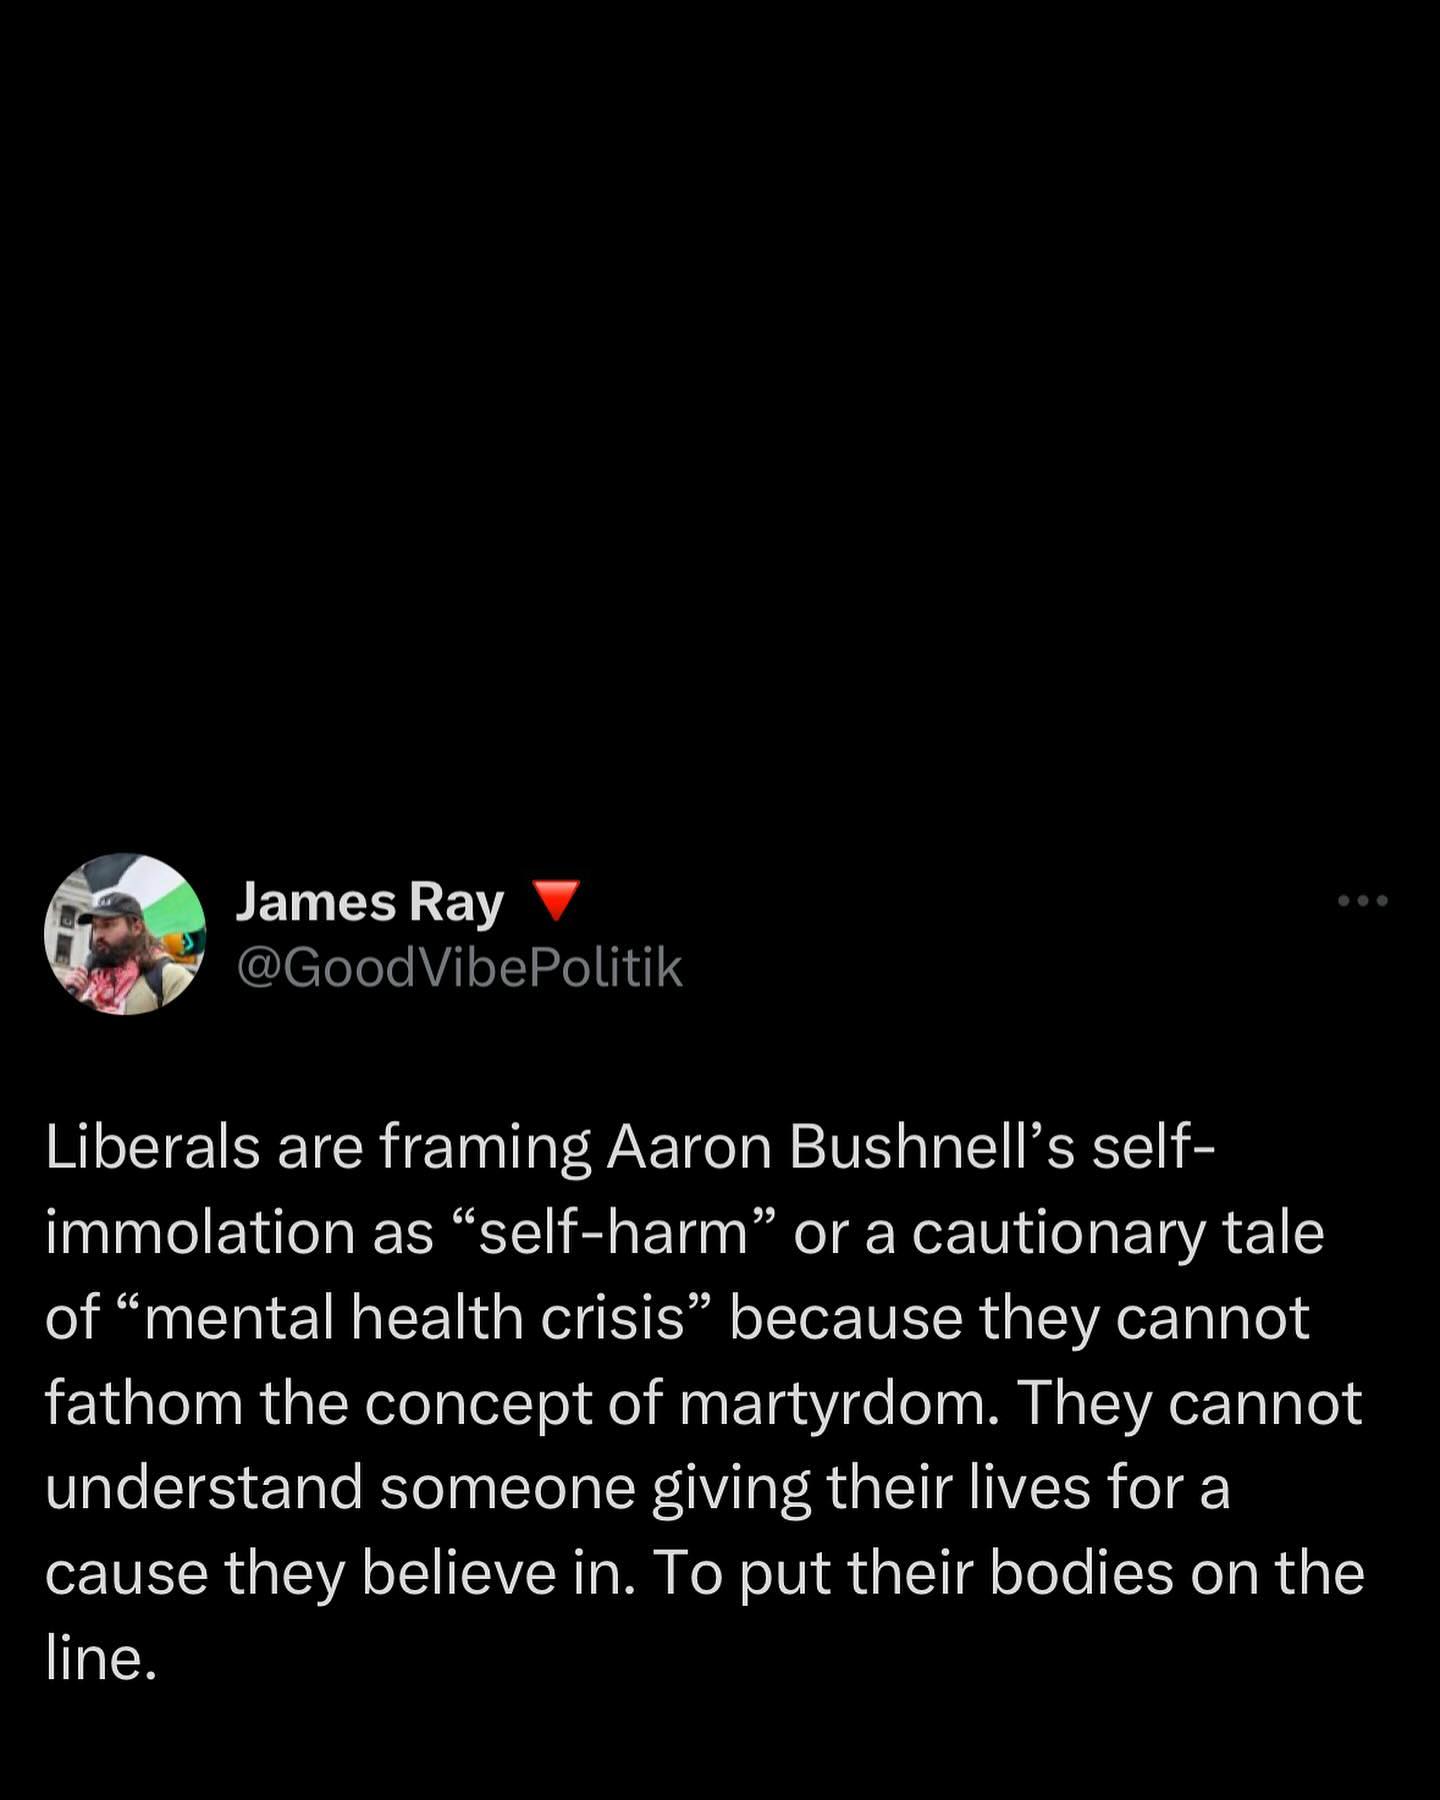 James Ray 🔻
@GoodVibePolitik
Liberals are framing Aaron Bushnell’s self-
immolation as “self-harm” or a cautionary tale
of “mental health crisis” because they cannot
fathom the concept of martyrdom. They cannot
understand someone giving their lives for a
cause they believe in. To put their bodies on the
line.